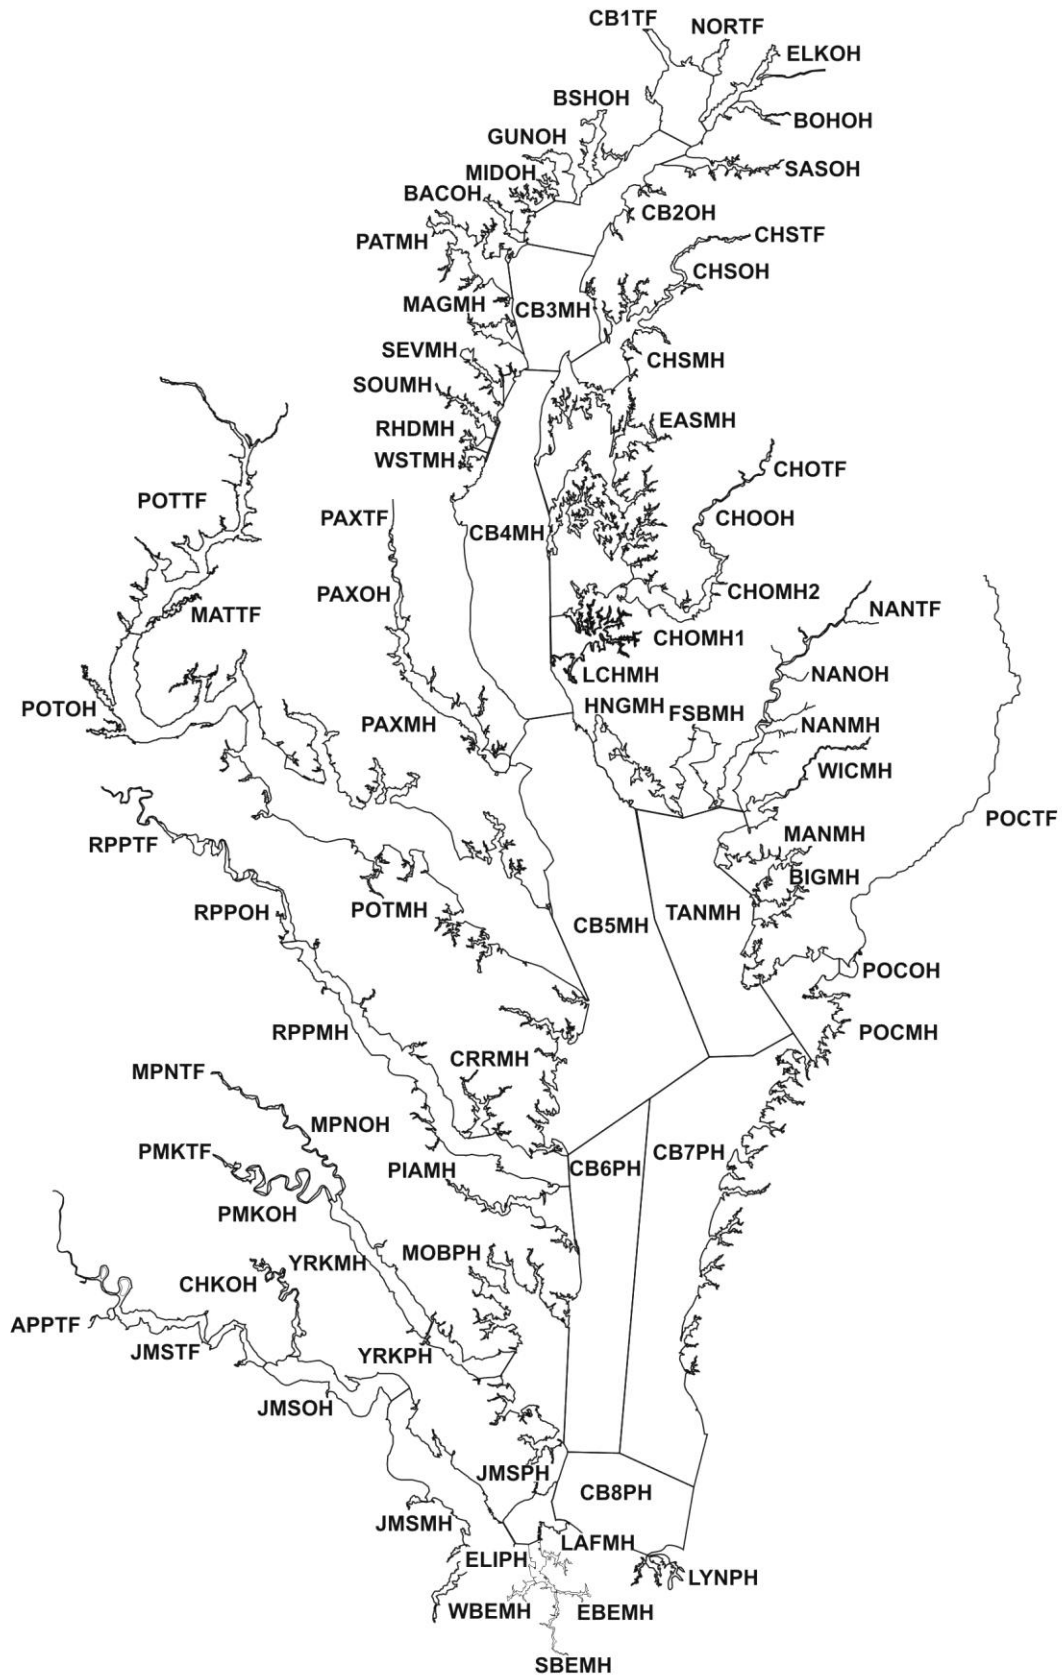 CB1TF
NORTF
ELKOH
BSHOH
BOHOH
GUNOH
MIDOH
SASOH
BACOH
CB2OH
PATMH
CHSTF
CHSOH
MAGMH
CB3MH
SEVMH
CHSMH
SOUMH
RHDMH
EASMH
WSTMH
CHOTF
POTTF
PAXTF
CHOOH
CB4MH
PAXOH
CHOMH2
MATTF
NANTF
CHOMH1
LCHMH
NANOH
POTOH
PAXMH
HNGMH
FSBMH
NANMH
WICMH
POCTF
RPPTF
MANMH
BIGMH
RPPOH
POTMH
CB5MH
TANMH
POCOH
RPPMH
POCMH
CRRMH
MPNTF
MPNOH
PMKTF
PIAMH
CB6PH
CB7PH
PMKOH
MOBPH
YRKMH
CHKOH
APPTF
JMSTF
YRKPH
JMSOH
JMSPH
CB8PH
JMSMH
LAFMH
ELIPH
LYNPH
WBEMH
EBEMH
SBEMH